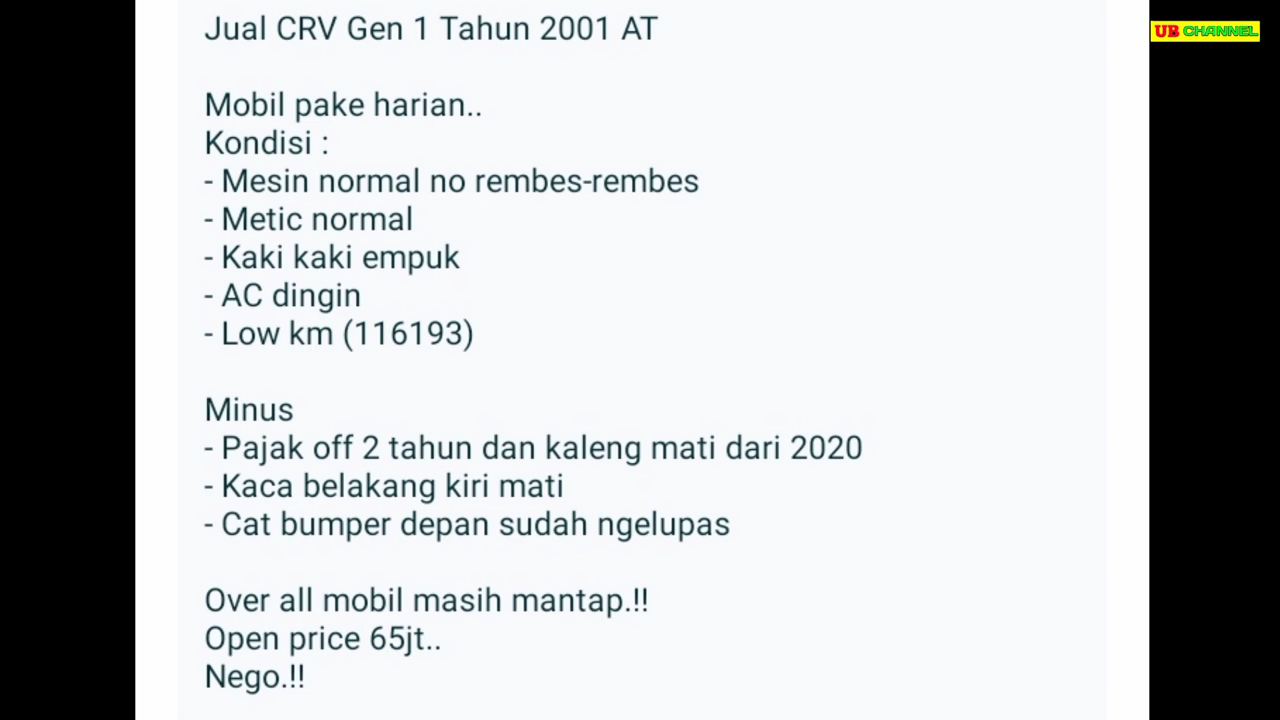 Jual CRV Gen 1 Tahun 2001 AT
UB CHANNEL
Mobil pake harian..
Kondisi :
- Mesin normal no rembes-rembes
- Metic normal
- Kaki kaki empuk
- AC dingin
- Low km (116193)
Minus
- Pajak off 2 tahun dan kaleng mati dari 2020
- Kaca belakang kiri mati
- Cat bumper depan sudah ngelupas
Over all mobil masih mantap.!!
Open price 65jt..
Nego.!!